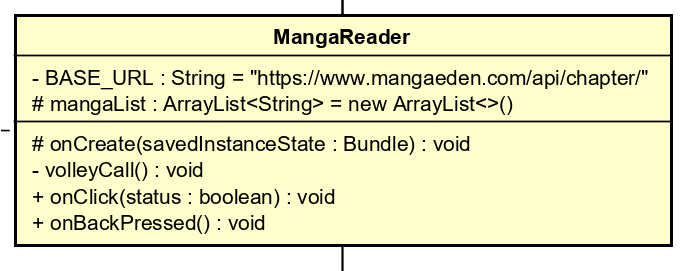 MangaReader
- BASE_URL : String = "https://www.mangaeden.com/api/chapter/"
# mangaList : ArrayList<String> = new ArrayList<>()
# onCreate(savedInstanceState : Bundle) : void
- volleyCall() : void
+ onClick(status : boolean) : void
+ onBackPressed() : void